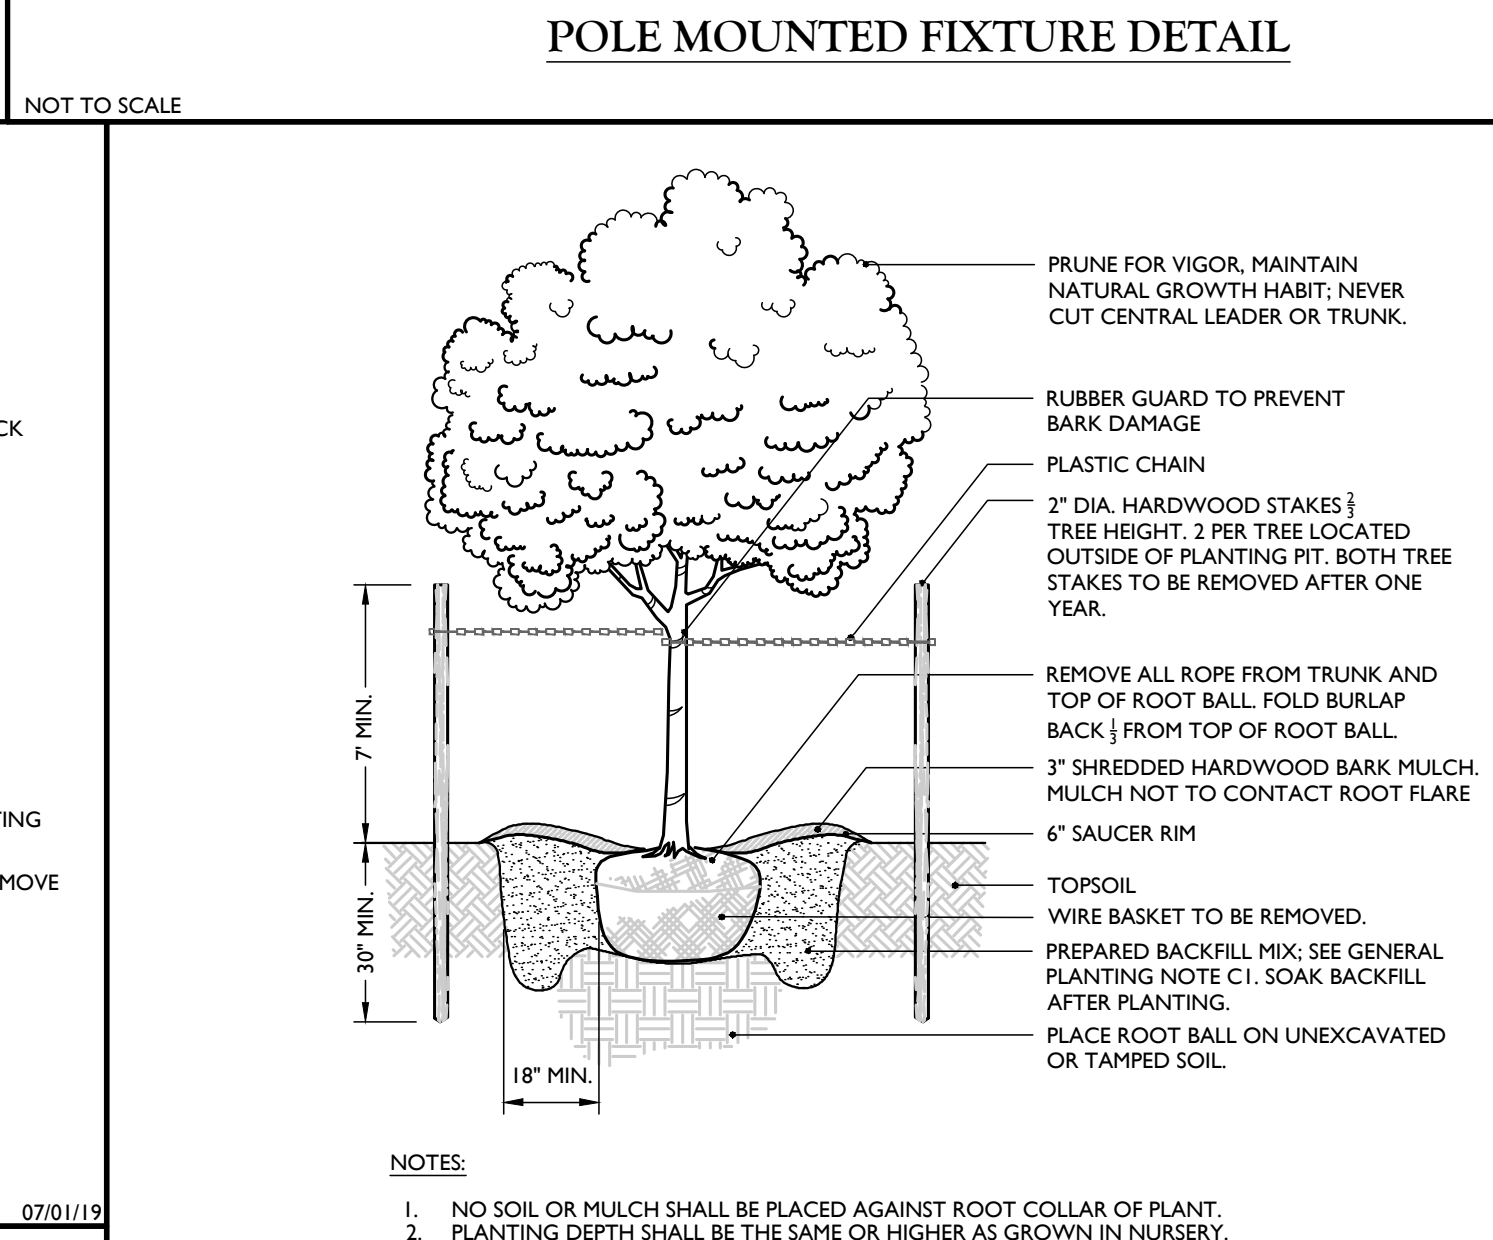 POLE MOUNTED FIXTURE DETAIL
NOT TO SCALE
CK
TING
MOVE
07/01/19
PRUNE FOR VIGOR, MAINTAIN
NATURAL GROWTH HABIT; NEVER
CUT CENTRAL LEADER OR TRUNK.
RUBBER GUARD TO PREVENT
BARK DAMAGE
PLASTIC CHAIN
2" DIA. HARDWOOD STAKES 2/3
TREE HEIGHT. 2 PER TREE LOCATED
OUTSIDE OF PLANTING PIT. BOTH TREE
STAKES TO BE REMOVED AFTER ONE
YEAR.
REMOVE ALL ROPE FROM TRUNK AND
TOP OF ROOT BALL. FOLD BURLAP
BACK 1/3 FROM TOP OF ROOT BALL.
3" SHREDDED HARDWOOD BARK MULCH.
MULCH NOT TO CONTACT ROOT FLARE
6" SAUCER RIM
TOPSOIL
WIRE BASKET TO BE REMOVED.
PREPARED BACKFILL MIX; SEE GENERAL
PLANTING NOTE C1. SOAK BACKFILL
AFTER PLANTING.
PLACE ROOT BALL ON UNEXCAVATED
OR TAMPED SOIL.
7' MIN.
30" MIN.
18" MIN.
NOTES:
1. NO SOIL OR MULCH SHALL BE PLACED AGAINST ROOT COLLAR OF PLANT.
2. PLANTING DEPTH SHALL BE THE SAME OR HIGHER AS GROWN IN NURSERY.